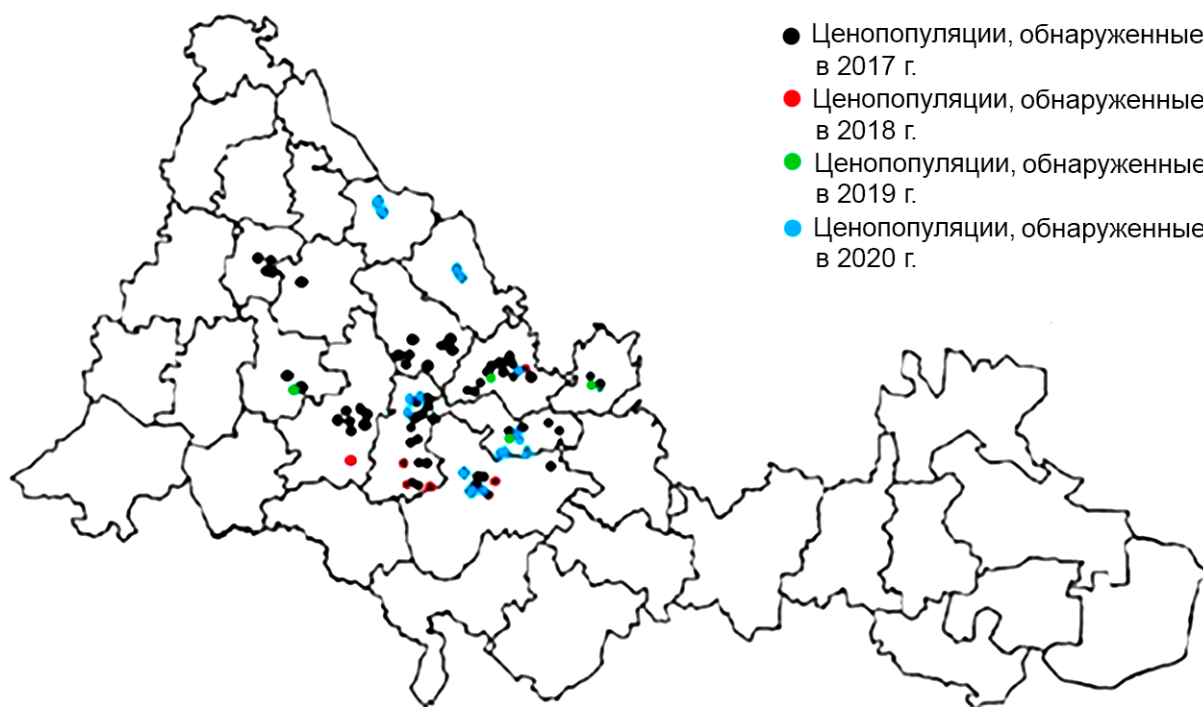 Ценопопуляции, обнаруженные
в 2017 г.
Ценопопуляции, обнаруженные
в 2018 г.
Ценопопуляции, обнаруженные
в 2019 г.
Ценопопуляции, обнаруженные
в 2020 г.